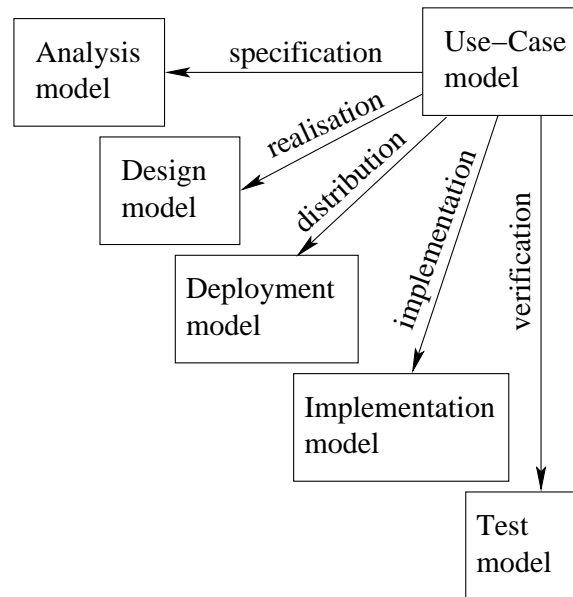 Analysis
model
specification
Use–Case
model
realisation
Design
model
distribution
Deployment
model
implementation
verification
Implementation
model
Test
model